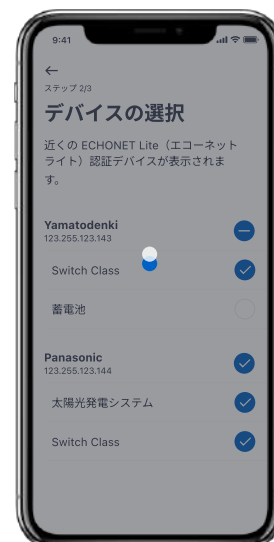 9:41
ステップ 2/3
デバイスの選択
近くの ECHONET Lite（エコーネット
ライト）認証デバイスが表示されま
す。
Yamatodenki
123.255.123.143
Switch Class
蓄電池
Panasonic
123.255.123.144
太陽光発電システム
Switch Class